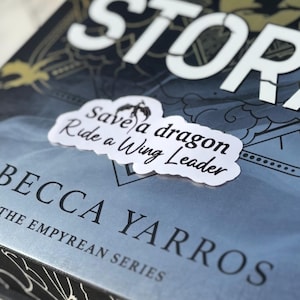 STOR
Save a dragon
Ride a Wing Leader
BECCA YARROS
THE EMPYREAN SERIES